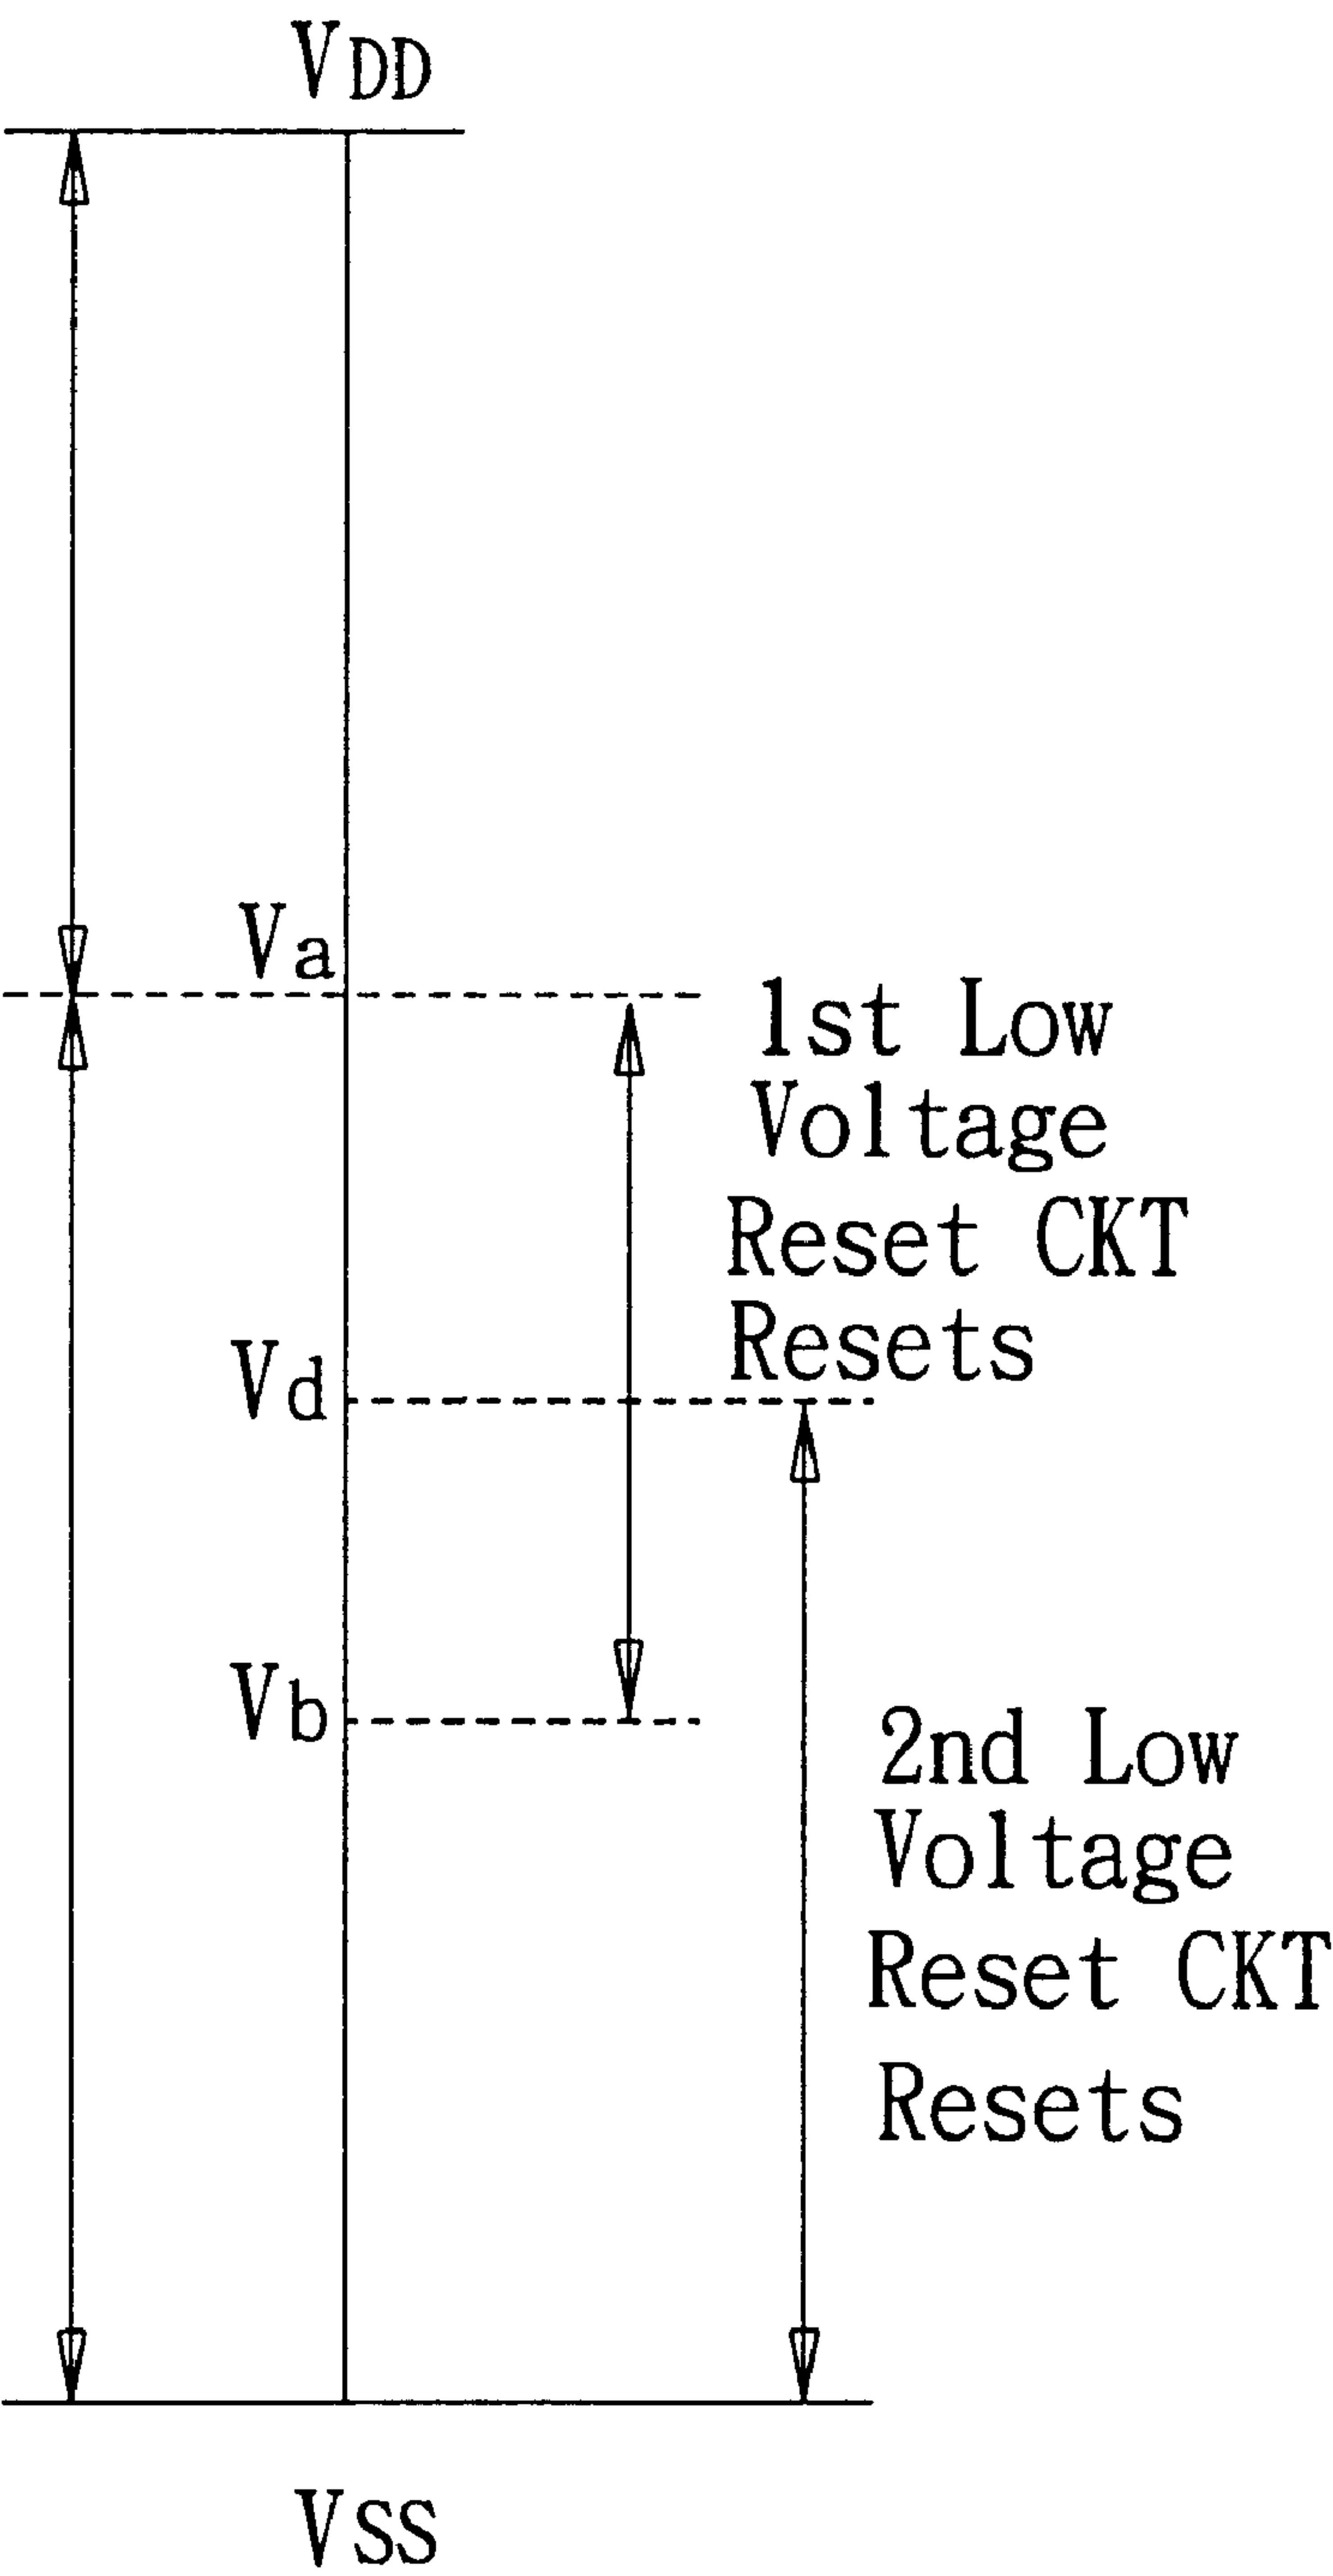 VDD
Va
1st Low
Voltage
Reset CKT
Resets
Vd
Vb
2nd Low
Voltage
Reset CKT
Resets
VSS